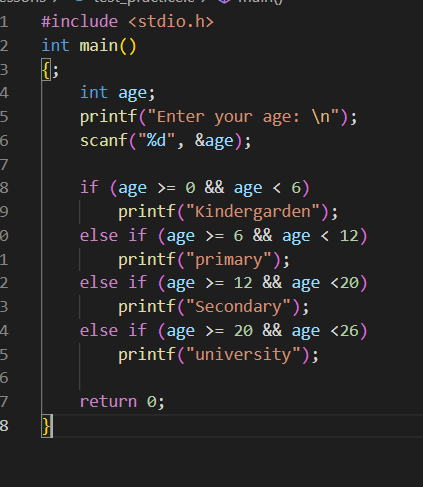 1 #include <stdio.h>
2 int main()
3 {;
4 int age;
5 printf("Enter your age: \n");
6 scanf("%d", &age);
7
8 if (age >= 0 && age < 6)
9 printf("Kindergarden");
0 else if (age >= 6 && age < 12)
1 printf("primary");
2 else if (age >= 12 && age <20)
3 printf("Secondary");
4 else if (age >= 20 && age <26)
5 printf("university");
6
7 return 0;
8 }